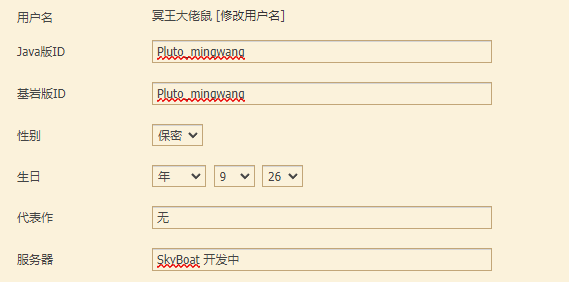 用户名 冥王大佬鼠 [修改用户名]
Java版ID Pluto_mingwang
基岩版ID Pluto_mingwang
性别 保密
生日 年 9 26
代表作 无
服务器 SkyBoat 开发中